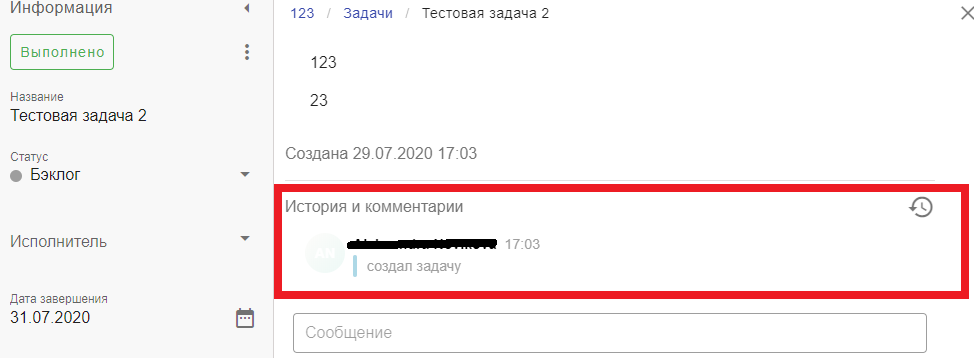 Информация
Выполнено
Название
Тестовая задача 2
Статус
Бэклог
Исполнитель
Дата завершения
31.07.2020
123 / Задачи / Тестовая задача 2
123
23
Создана 29.07.2020 17:03
История и комментарии
AN
17:03
создал задачу
Сообщение